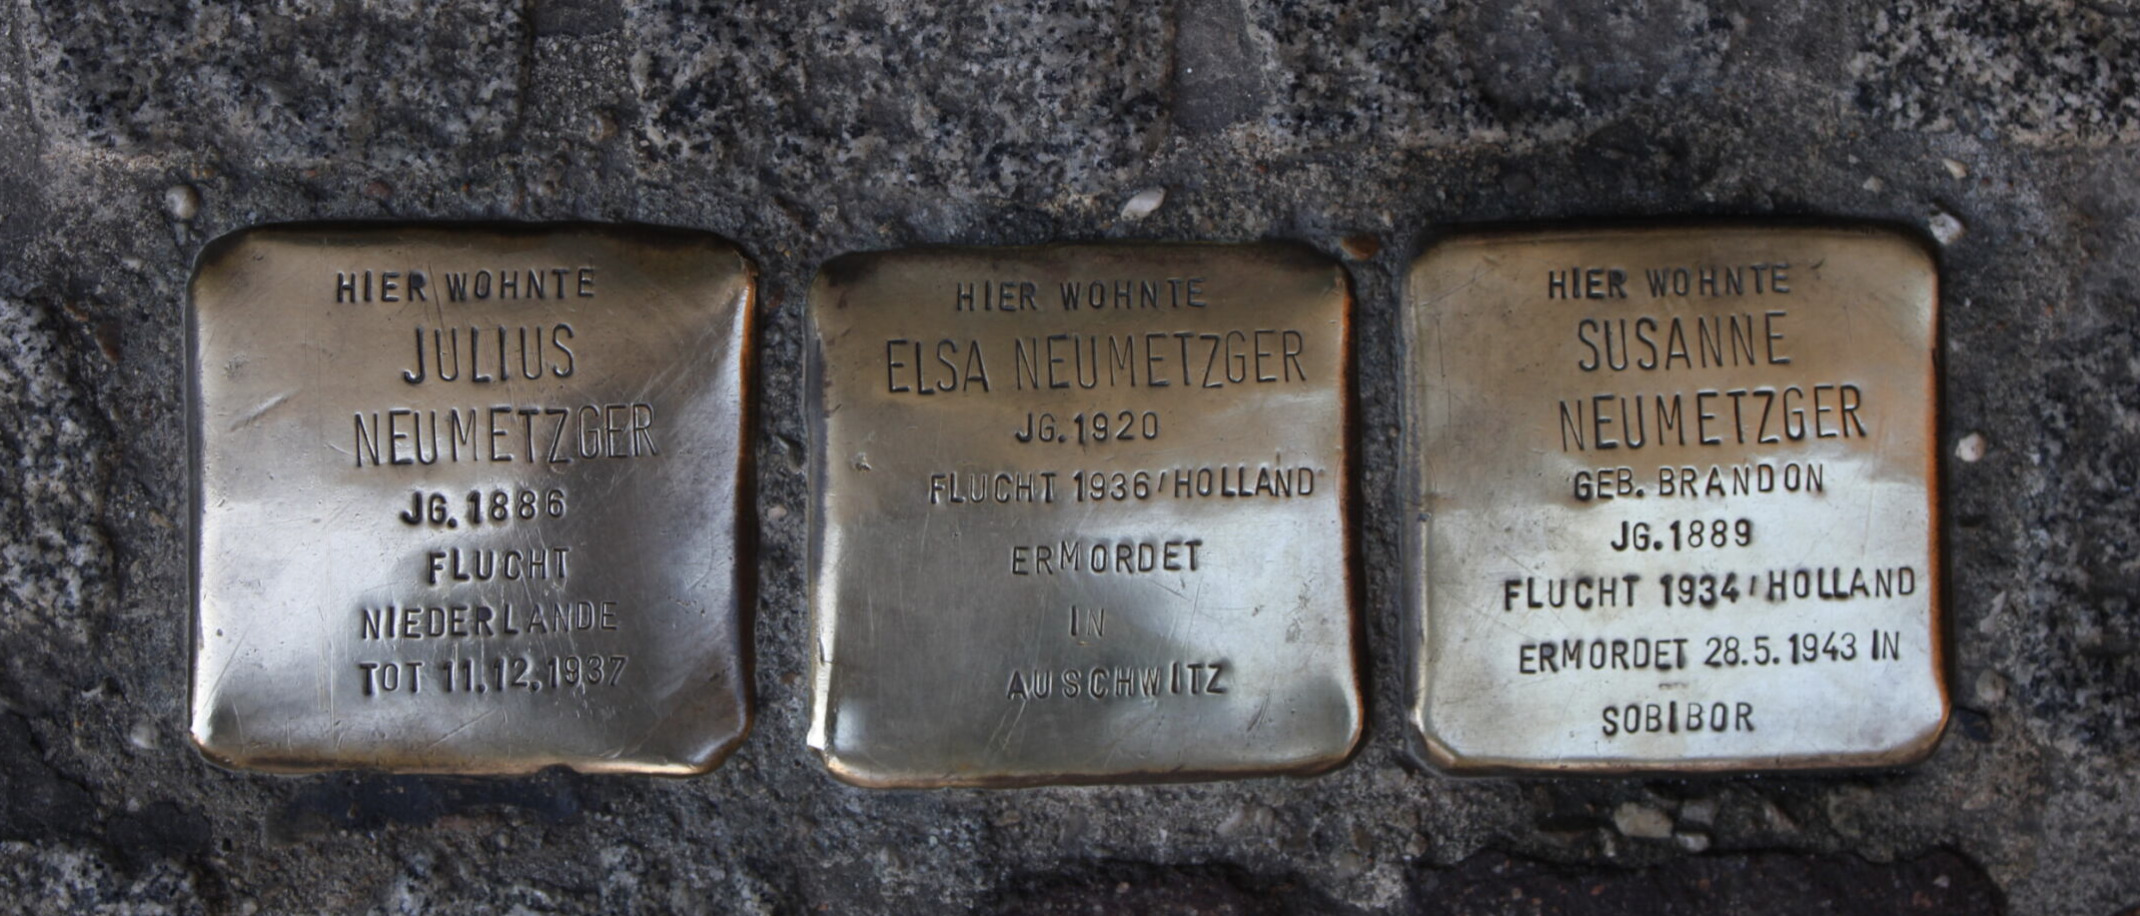 HIER WOHNTE
JULIUS
NEUMETZGER
JG. 1886
FLUCHT
NIEDERLANDE
TOT 11.12.1937
HIER WOHNTE
ELSA NEUMETZGER
JG. 1920
FLUCHT 1936/HOLLAND
ERMORDET
IN
AUSCHWITZ
HIER WOHNTE
SUSANNE
NEUMETZGER
GEB. BRANDON
JG. 1889
FLUCHT 1934/HOLLAND
ERMORDET 28.5.1943 IN
SOBIBOR